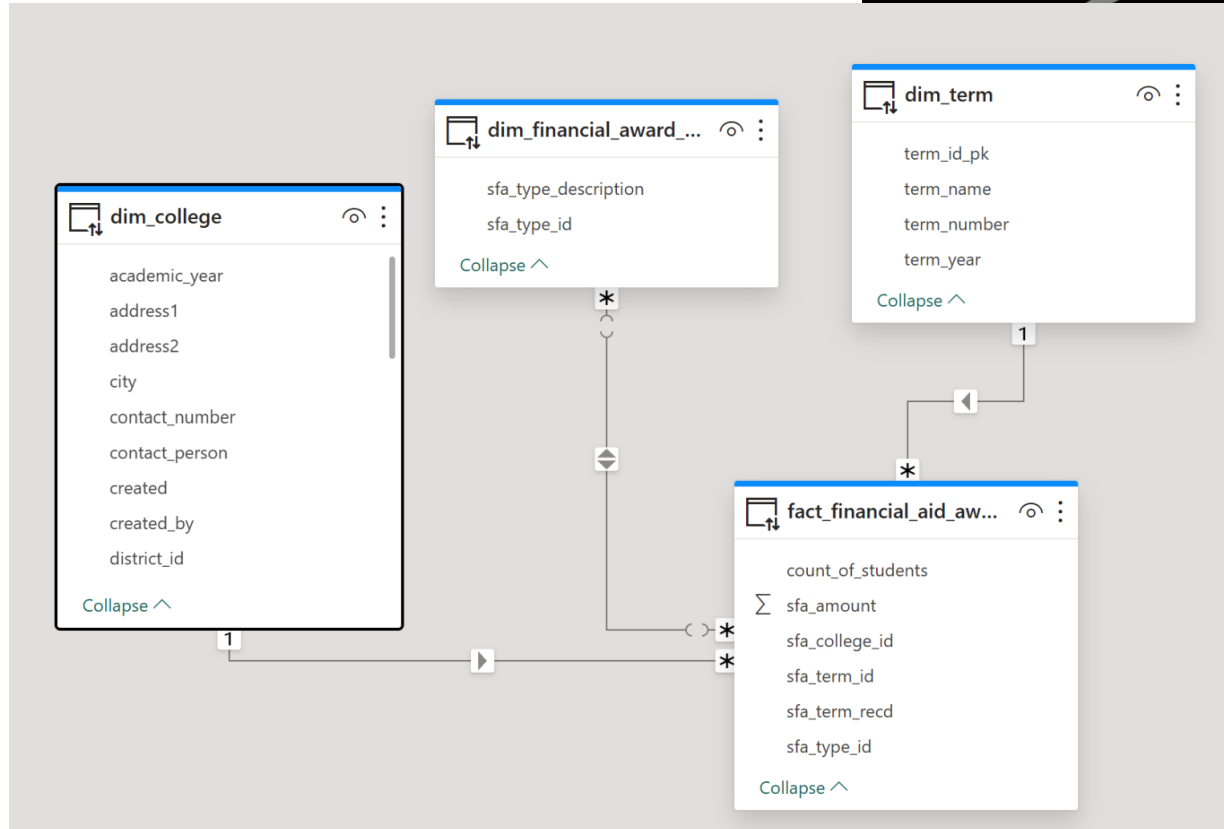 dim_college
academic_year
address1
address2
city
contact_number
contact_person
created
created_by
district_id
Collapse
1
dim_financial_award_...
sfa_type_description
sfa_type_id
Collapse
*
dim_term
term_id_pk
term_name
term_number
term_year
Collapse
1
*
fact_financial_aid_aw...
count_of_students
∑ sfa_amount
sfa_college_id
sfa_term_id
sfa_term_recd
sfa_type_id
Collapse
*
*